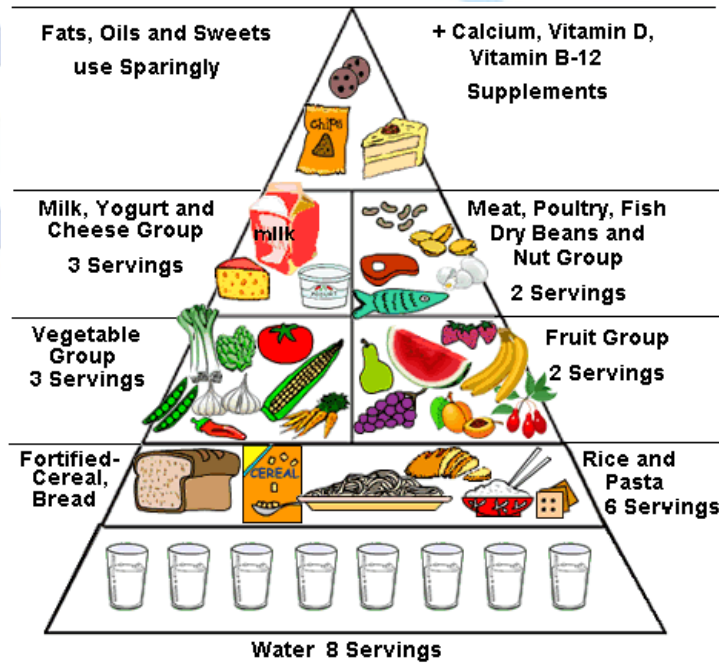 Fats, Oils and Sweets
use Sparingly
+ Calcium, Vitamin D,
Vitamin B-12
Supplements
chips
Milk, Yogurt and
Cheese Group
3 Servings
milk
YOGURT
Meat, Poultry, Fish
Dry Beans and
Nut Group
2 Servings
Vegetable
Group
3 Servings
Fruit Group
2 Servings
Fortified-
Cereal,
Bread
CEREAL
Rice and
Pasta
6 Servings
Water 8 Servings